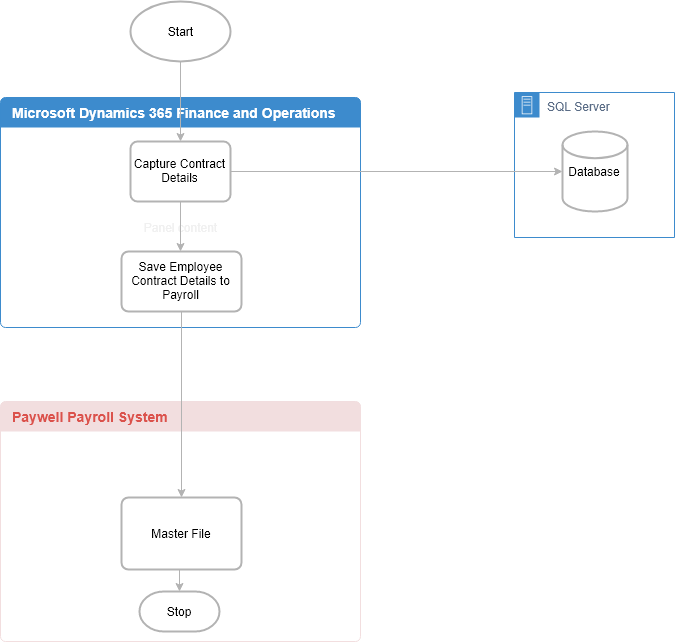 Start
Microsoft Dynamics 365 Finance and Operations
SQL Server
Capture Contract
Details
Database
Panel content
Save Employee
Contract Details to
Payroll
Paywell Payroll System
Master File
Stop